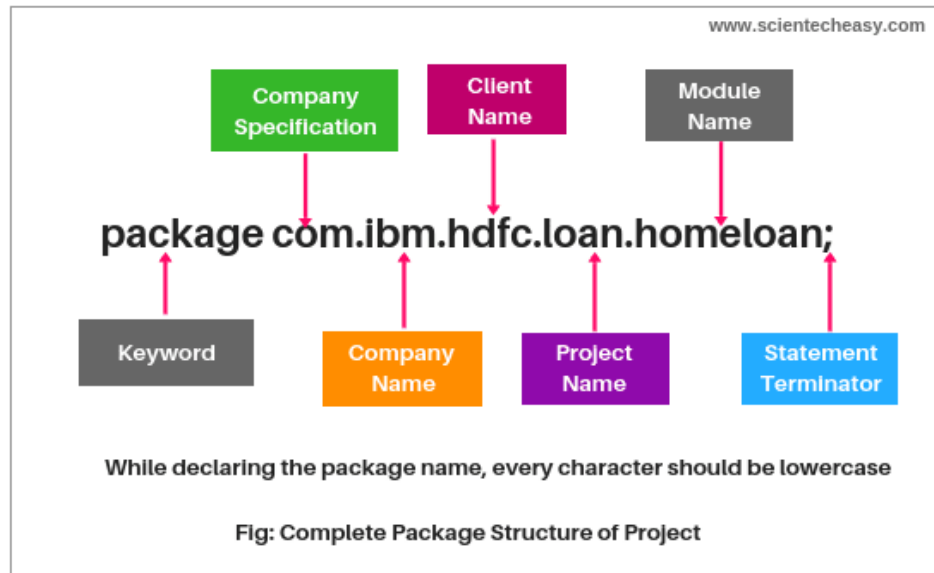 www.scientecheasy.com
Company
Specification
Client
Name
Module
Name
package com.ibm.hdfc.loan.homeloan;
Keyword
Company
Name
Project
Name
Statement
Terminator
While declaring the package name, every character should be lowercase
Fig: Complete Package Structure of Project